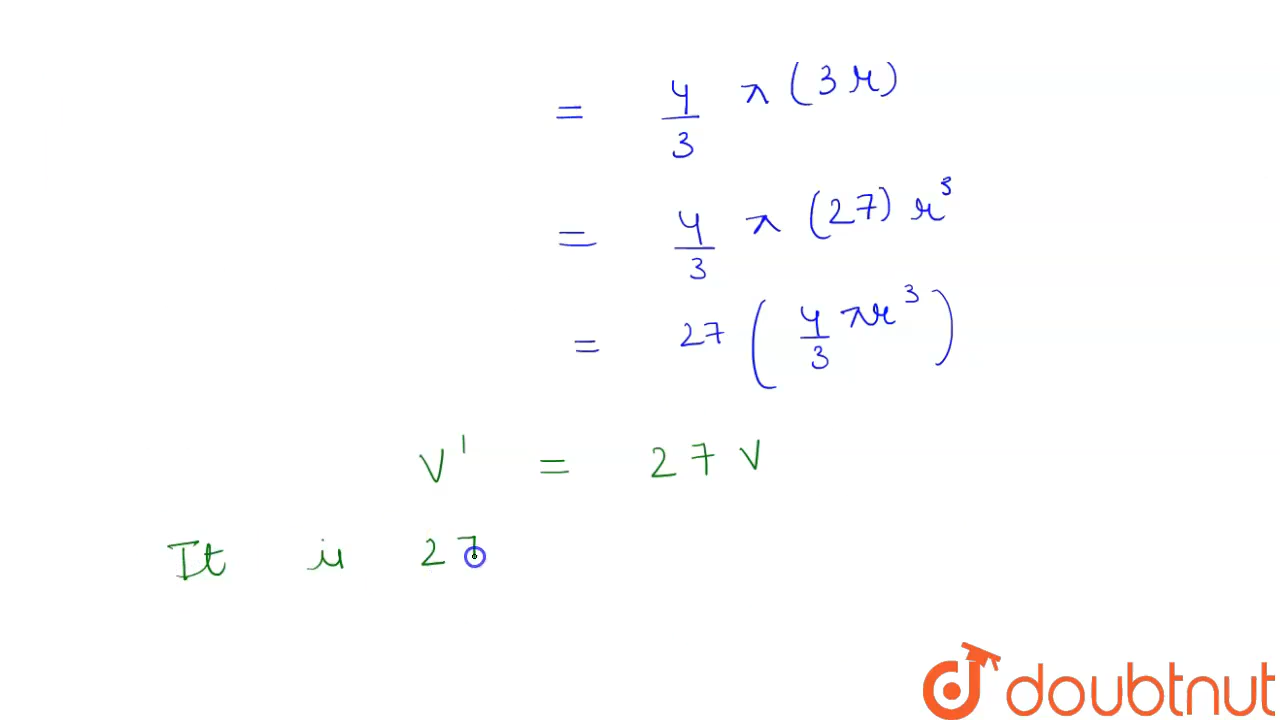 = 4/3 π (3r)
= 4/3 π (27) r³
= 27 ( 4/3 πr³ )
V' = 27 V
It is 27
doubtnut